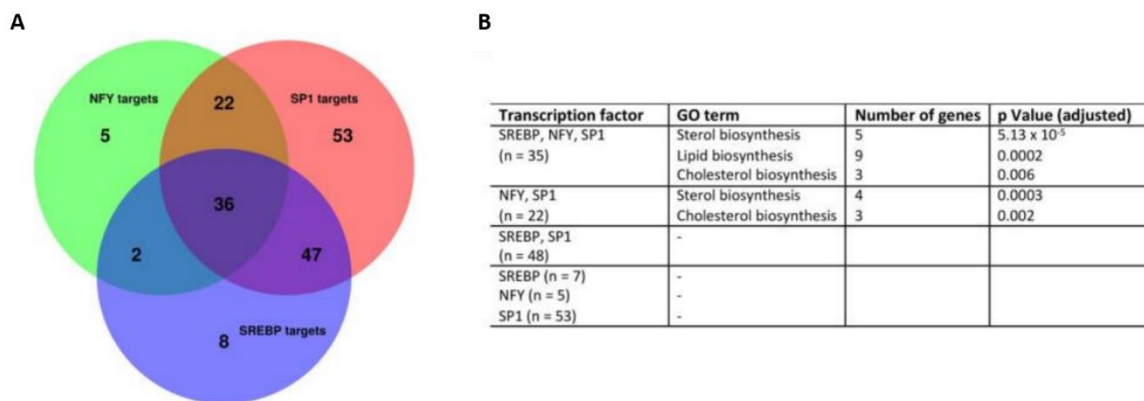 A
B
NFY targets
22
SP1 targets
5
53
36
2
47
8
SREBP targets
Transcription factor GO term Number of genes p Value (adjusted)
SREBP, NFY, SP1 Sterol biosynthesis 5 5.13 x 10⁻⁵
(n = 35) Lipid biosynthesis 9 0.0002
Cholesterol biosynthesis 3 0.006
NFY, SP1 Sterol biosynthesis 4 0.0003
(n = 22) Cholesterol biosynthesis 3 0.002
SREBP, SP1 -
(n = 48)
SREBP (n = 7) -
NFY (n = 5) -
SP1 (n = 53) -